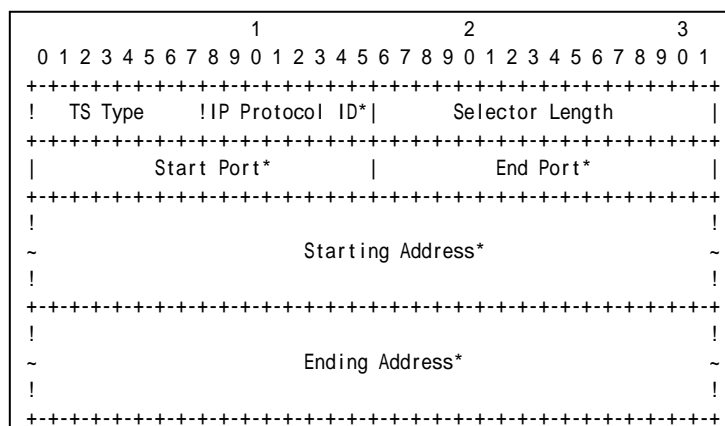 1                   2                   3
 0 1 2 3 4 5 6 7 8 9 0 1 2 3 4 5 6 7 8 9 0 1 2 3 4 5 6 7 8 9 0 1
+-+-+-+-+-+-+-+-+-+-+-+-+-+-+-+-+-+-+-+-+-+-+-+-+-+-+-+-+-+-+-+-+
!   TS Type     !IP Protocol ID*|       Selector Length         |
+-+-+-+-+-+-+-+-+-+-+-+-+-+-+-+-+-+-+-+-+-+-+-+-+-+-+-+-+-+-+-+-+
|           Start Port*         |           End Port*           |
+-+-+-+-+-+-+-+-+-+-+-+-+-+-+-+-+-+-+-+-+-+-+-+-+-+-+-+-+-+-+-+-+
!                                                               !
~                         Starting Address*                     ~
!                                                               !
+-+-+-+-+-+-+-+-+-+-+-+-+-+-+-+-+-+-+-+-+-+-+-+-+-+-+-+-+-+-+-+-+
!                                                               !
~                         Ending Address*                       ~
!                                                               !
+-+-+-+-+-+-+-+-+-+-+-+-+-+-+-+-+-+-+-+-+-+-+-+-+-+-+-+-+-+-+-+-+